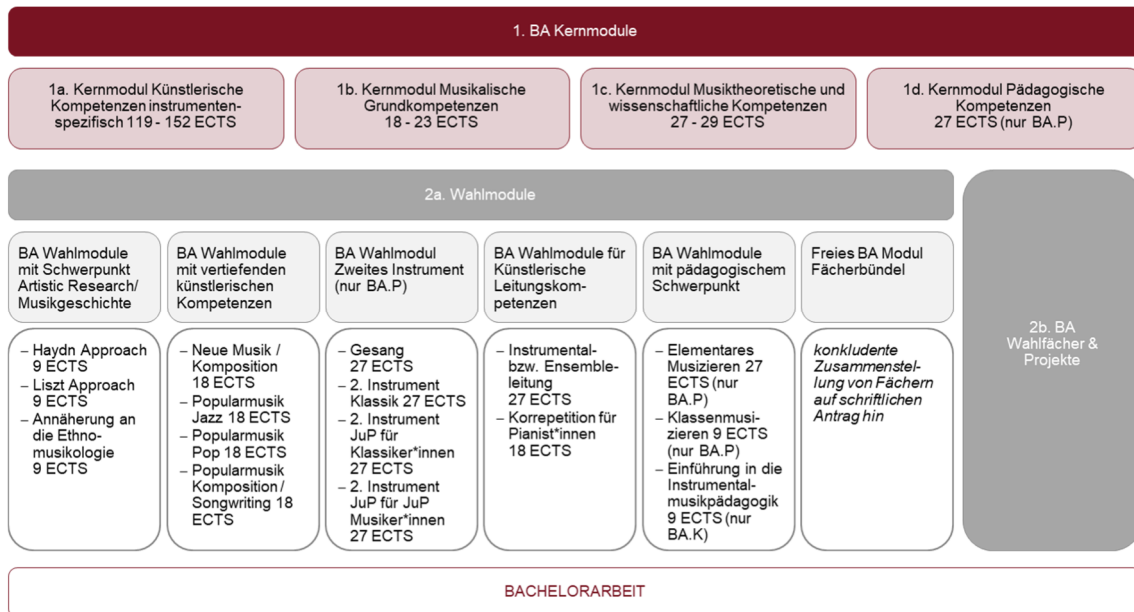 1. BA Kernmodule
1a. Kernmodul Künstlerische
Kompetenzen instrumenten-
spezifisch 119 - 152 ECTS
1b. Kernmodul Musikalische
Grundkompetenzen
18 - 23 ECTS
1c. Kernmodul Musiktheoretische und
wissenschaftliche Kompetenzen
27 - 29 ECTS
1d. Kernmodul Pädagogische
Kompetenzen
27 ECTS (nur BA.P)
2a. Wahlmodule
BA Wahlmodule
mit Schwerpunkt
Artistic Research/
Musikgeschichte
– Haydn Approach
9 ECTS
– Liszt Approach
9 ECTS
– Annäherung an
die Ethno-
musikologie
9 ECTS
BA Wahlmodule
mit vertiefenden
künstlerischen
Kompetenzen
– Neue Musik /
Komposition
18 ECTS
– Popularmusik
Jazz 18 ECTS
– Popularmusik
Pop 18 ECTS
– Popularmusik
Komposition /
Songwriting 18
ECTS
BA Wahlmodul
Zweites Instrument
(nur BA.P)
– Gesang
27 ECTS
– 2. Instrument
Klassik 27 ECTS
– 2. Instrument
JuP für
Klassiker*innen
27 ECTS
– 2. Instrument
JuP für JuP
Musiker*innen
27 ECTS
BA Wahlmodule für
Künstlerische
Leitungskom-
petenzen
– Instrumental-
bzw. Ensemble-
leitung
27 ECTS
– Korrepetition für
Pianist*innen
18 ECTS
BA Wahlmodule
mit pädagogischem
Schwerpunkt
– Elementares
Musizieren 27
ECTS (nur
BA.P)
– Klassenmusi-
zieren 9 ECTS
(nur BA.P)
– Einführung in die
Instrumental-
musikpädagogik
9 ECTS (nur
BA.K)
Freies BA Modul
Fächerbündel
konkludente
Zusammenstel-
lung von Fächern
auf schriftlichen
Antrag hin
2b. BA
Wahlfächer &
Projekte
BACHELORARBEIT